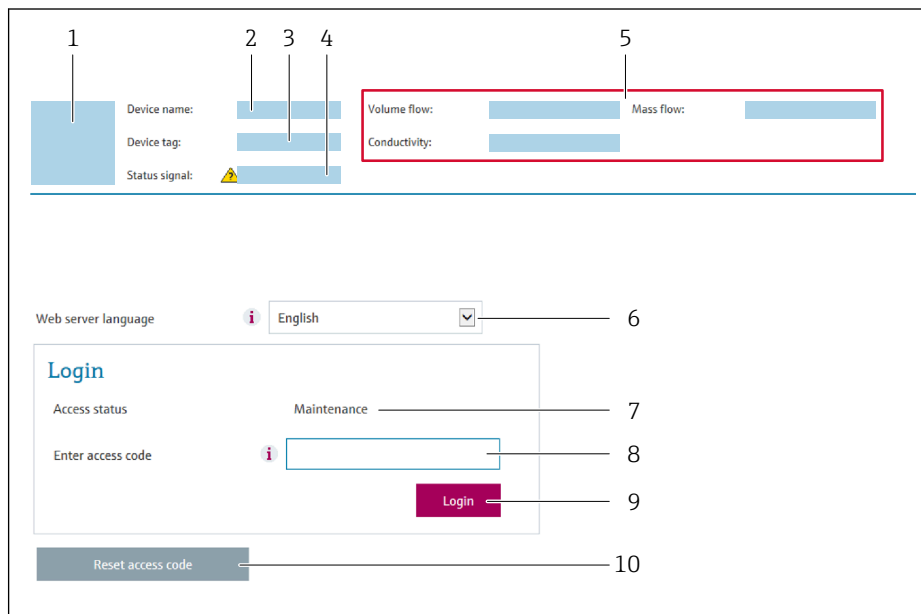 1 2 3 4 5
Device name: Volume flow: Mass flow:
Device tag: Conductivity:
Status signal: ?
Web server language i English 6
Login
Access status Maintenance 7
Enter access code i 8
Login 9
Reset access code 10